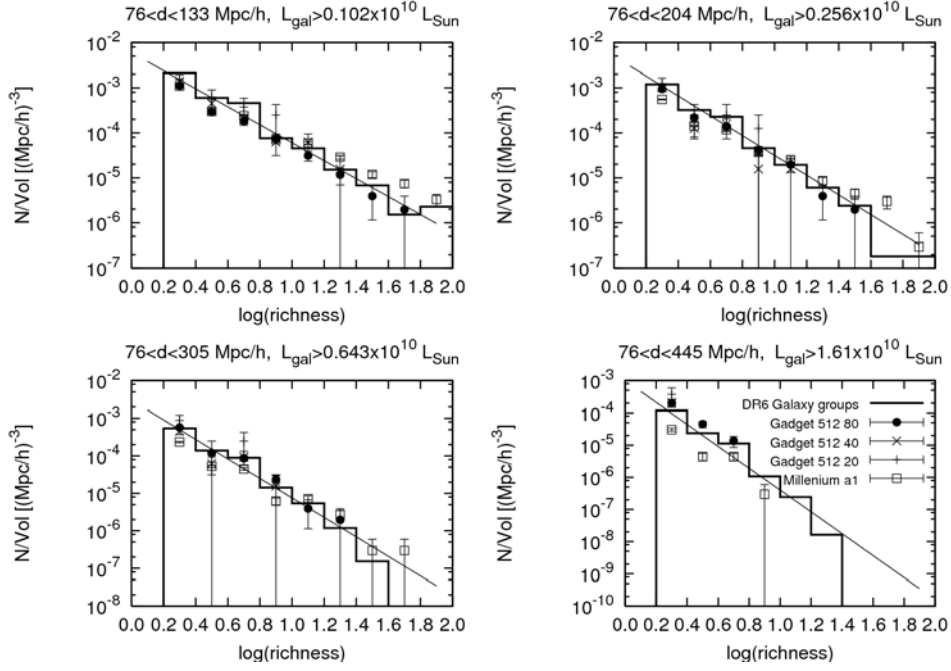 76<d<133 Mpc/h, L_gal>0.102x10^10 L_Sun
N/Vol [(Mpc/h)^-3]
10^-2
10^-3
10^-4
10^-5
10^-6
10^-7
0.0 0.2 0.4 0.6 0.8 1.0 1.2 1.4 1.6 1.8 2.0
log(richness)
76<d<204 Mpc/h, L_gal>0.256x10^10 L_Sun
N/Vol [(Mpc/h)^-3]
10^-2
10^-3
10^-4
10^-5
10^-6
10^-7
0.0 0.2 0.4 0.6 0.8 1.0 1.2 1.4 1.6 1.8 2.0
log(richness)
76<d<305 Mpc/h, L_gal>0.643x10^10 L_Sun
N/Vol [(Mpc/h)^-3]
10^-2
10^-3
10^-4
10^-5
10^-6
10^-7
10^-8
0.0 0.2 0.4 0.6 0.8 1.0 1.2 1.4 1.6 1.8 2.0
log(richness)
76<d<445 Mpc/h, L_gal>1.61x10^10 L_Sun
N/Vol [(Mpc/h)^-3]
10^-3
10^-4
10^-5
10^-6
10^-7
10^-8
10^-9
10^-10
DR6 Galaxy groups
Gadget 512 80
Gadget 512 40
Gadget 512 20
Millenium a1
0.0 0.2 0.4 0.6 0.8 1.0 1.2 1.4 1.6 1.8 2.0
log(richness)